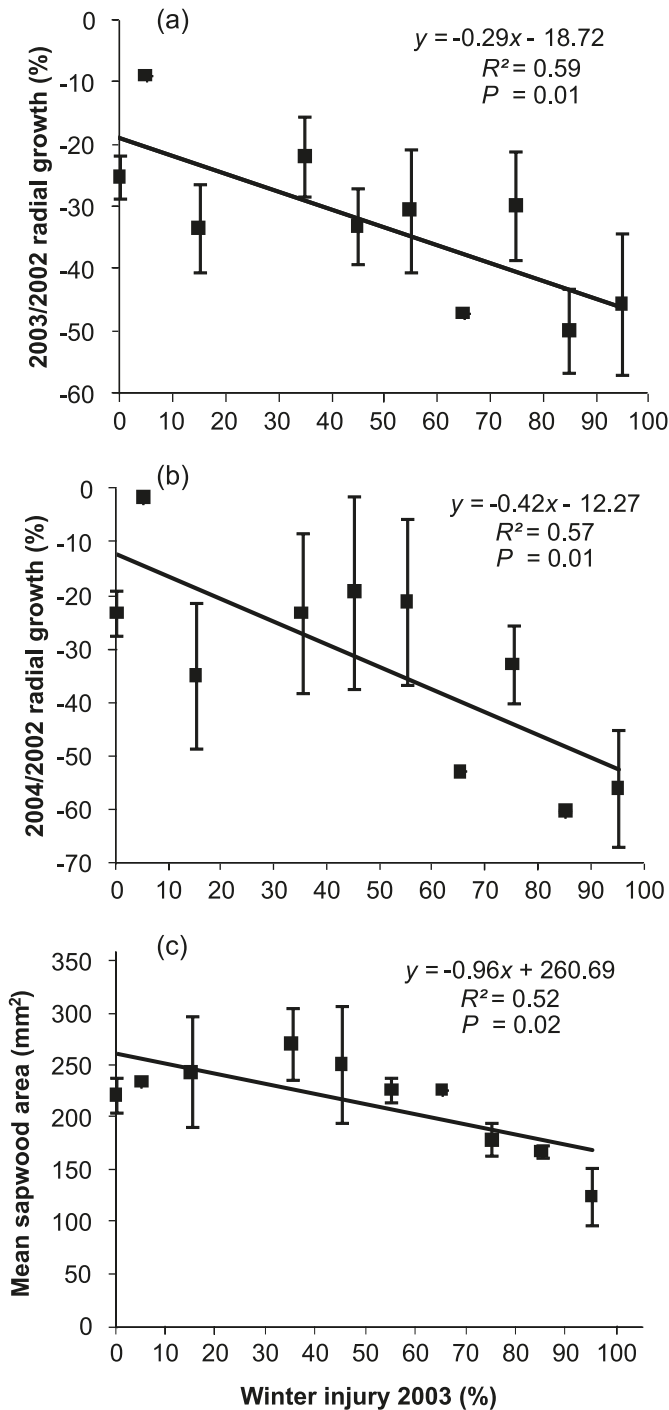 (a)
y = -0.29x - 18.72
R² = 0.59
P = 0.01
2003/2002 radial growth (%)
0
-10
-20
-30
-40
-50
-60
0 10 20 30 40 50 60 70 80 90 100
(b)
y = -0.42x - 12.27
R² = 0.57
P = 0.01
2004/2002 radial growth (%)
0
-10
-20
-30
-40
-50
-60
-70
0 10 20 30 40 50 60 70 80 90 100
(c)
y = -0.96x + 260.69
R² = 0.52
P = 0.02
Mean sapwood area (mm²)
350
300
250
200
150
100
50
0
0 10 20 30 40 50 60 70 80 90 100
Winter injury 2003 (%)